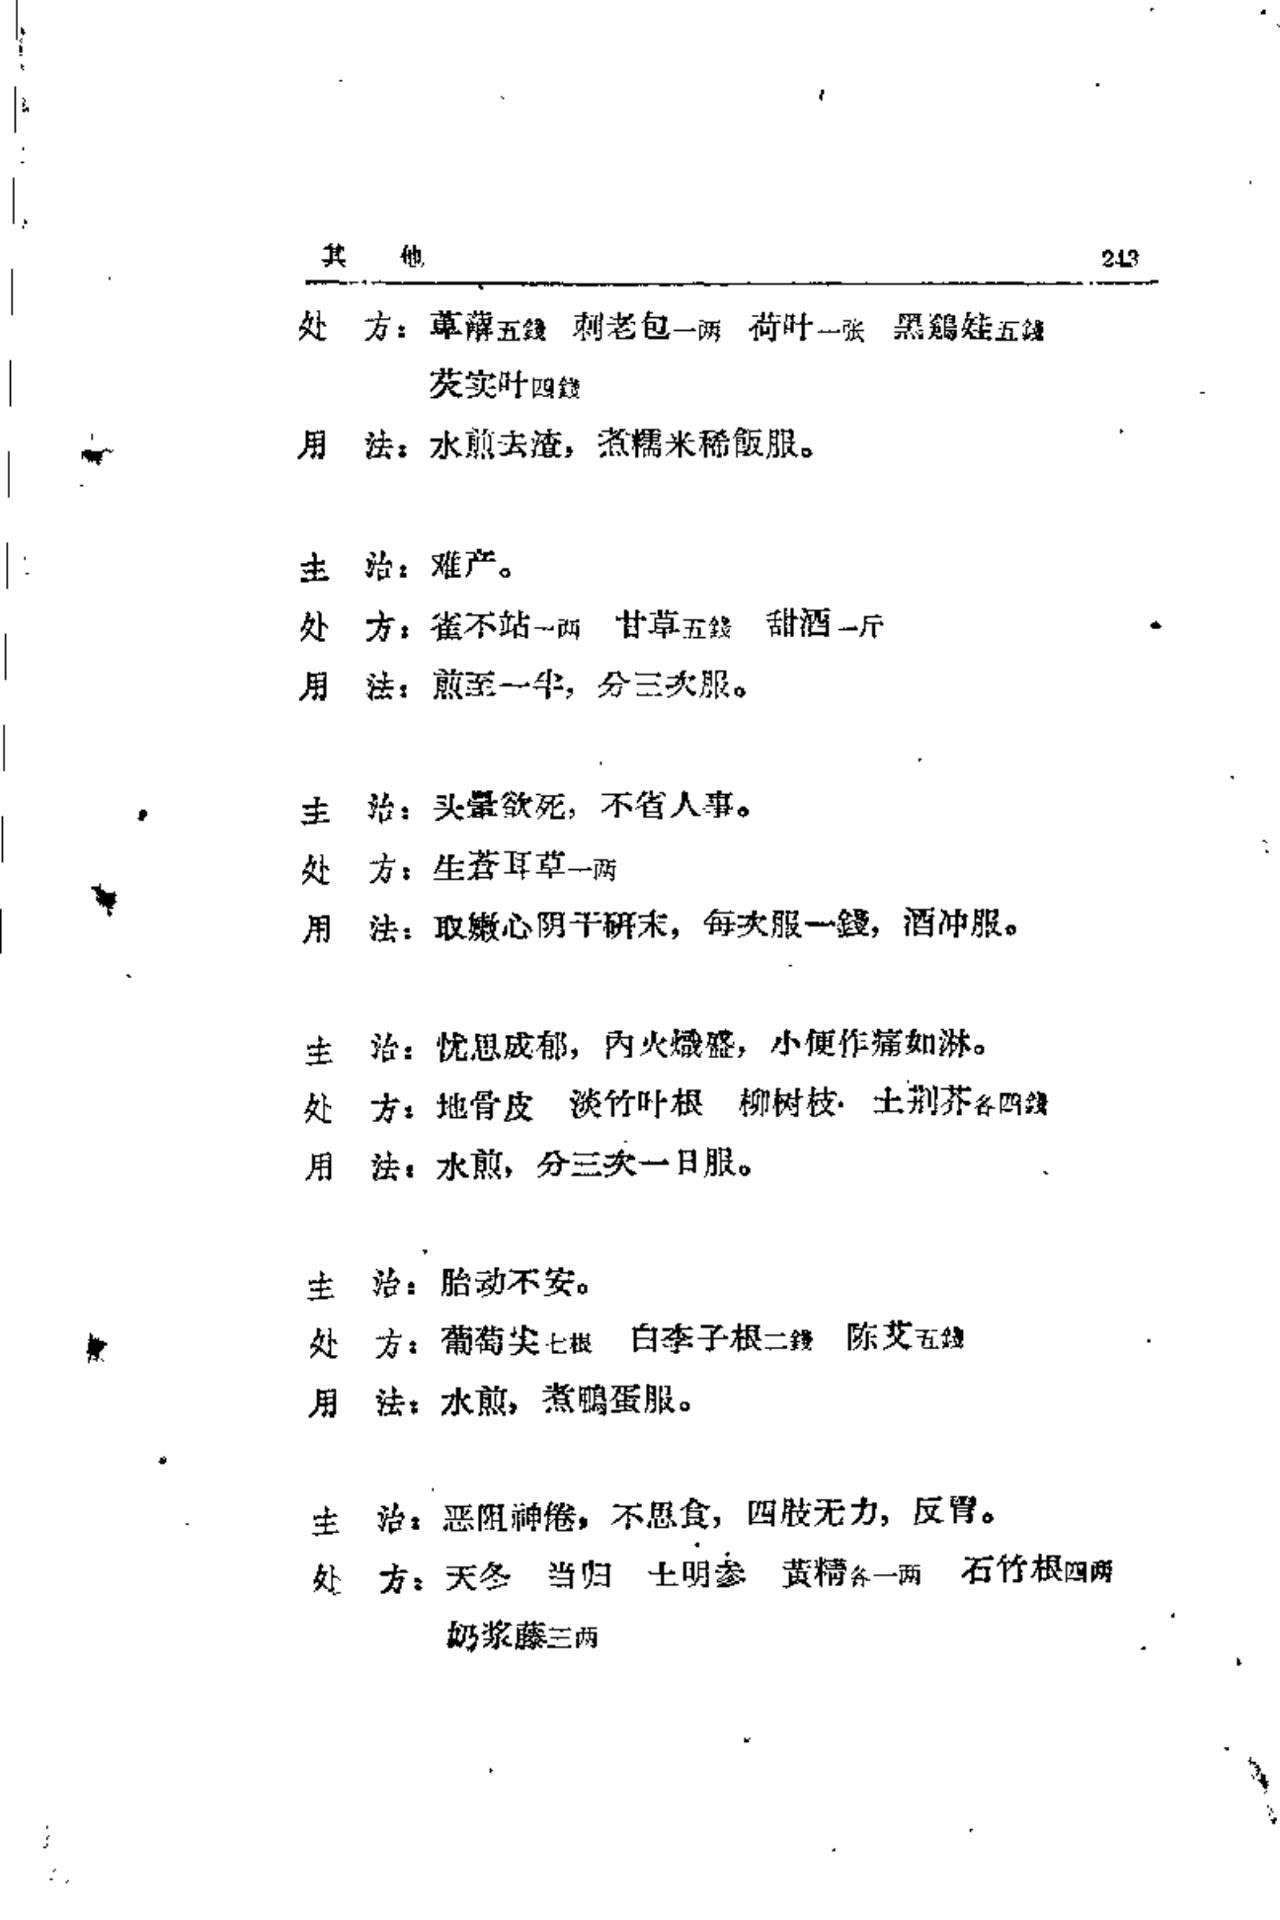 其　他　243
处　方：萆薢五錢　刺老包一两　荷叶一张　黑鷄娃五錢
芡实叶四錢
用　法：水煎去渣，煮糯米稀飯服。
主　治：难产。
处　方：雀不站一两　甘草五錢　甜酒一斤
用　法：煎至一半，分三次服。
主　治：头暈欲死，不省人事。
处　方：生苍耳草一两
用　法：取嫩心阴干研末，每次服一錢，酒冲服。
主　治：忧思成郁，內火熾盛，小便作痛如淋。
处　方：地骨皮　淡竹叶根　柳树枝　土荆芥各四錢
用　法：水煎，分三次一日服。
主　治：胎动不安。
处　方：葡萄尖七根　白李子根二錢　陈艾五錢
用　法：水煎，煮鴨蛋服。
主　治：恶阻神倦，不思食，四肢无力，反胃。
处　方：天冬　当归　土明参　黃精各一两　石竹根四两
奶浆藤三两